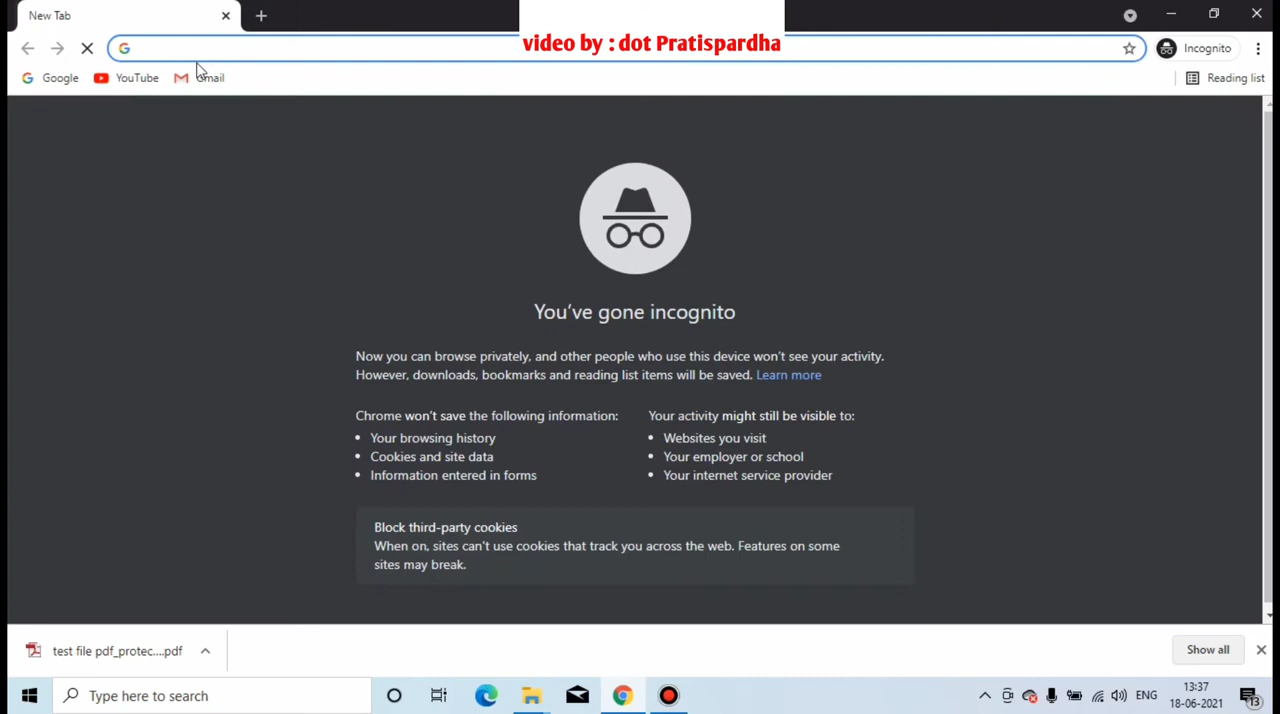 New Tab
video by : dot Pratispardha
Incognito
Google
YouTube
Gmail
Reading list
You've gone incognito
Now you can browse privately, and other people who use this device won't see your activity.
However, downloads, bookmarks and reading list items will be saved. Learn more
Chrome won't save the following information:
Your browsing history
Cookies and site data
Information entered in forms
Your activity might still be visible to:
Websites you visit
Your employer or school
Your internet service provider
Block third-party cookies
When on, sites can't use cookies that track you across the web. Features on some
sites may break.
test file pdf_protec....pdf
Show all
Type here to search
ENG
13:37
18-06-2021
13